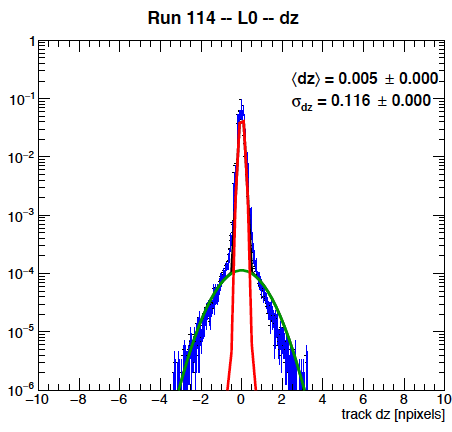 Run 114 -- L0 -- dz
⟨dz⟩ = 0.005 ± 0.000
σdz = 0.116 ± 0.000
1
10⁻¹
10⁻²
10⁻³
10⁻⁴
10⁻⁵
10⁻⁶
−10 −8 −6 −4 −2 0 2 4 6 8 10
track dz [npixels]